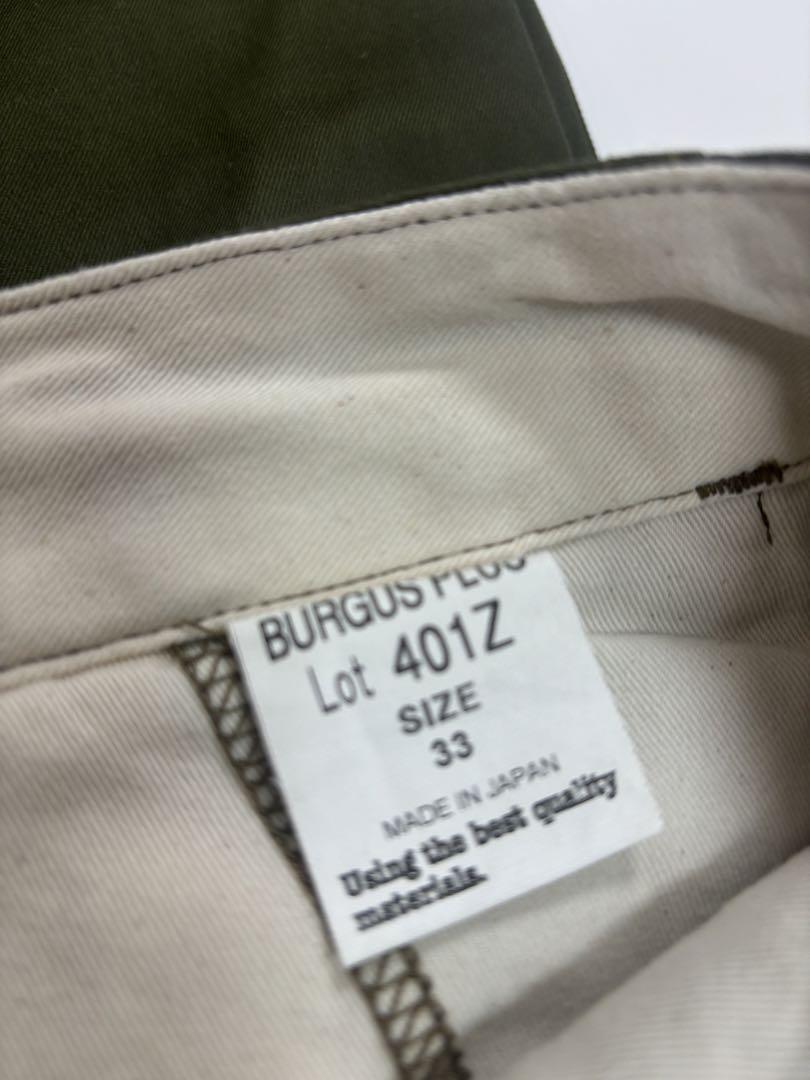 BURGUS PLUS
Lot 401Z
SIZE
33
MADE IN JAPAN
Using the best quality
materials.